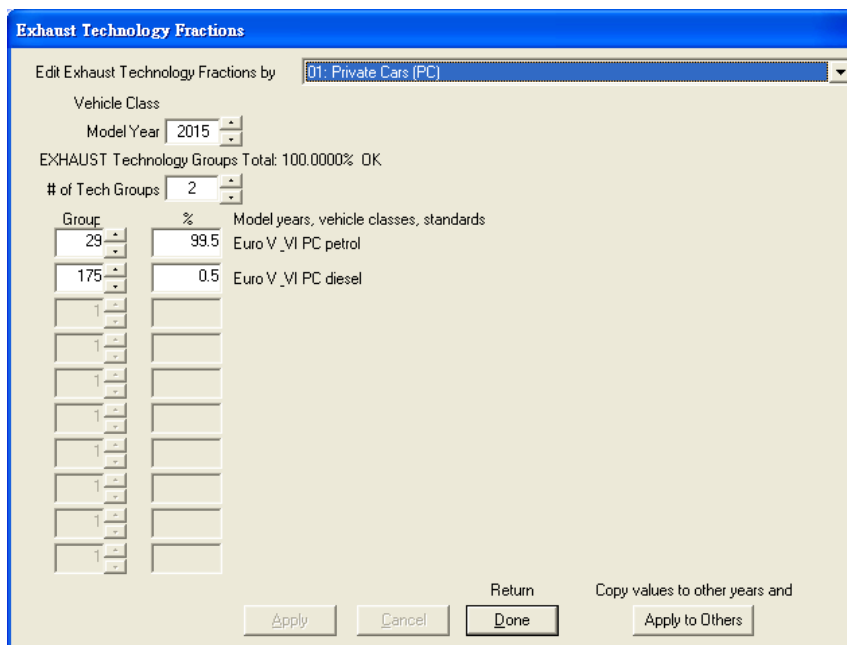 Exhaust Technology Fractions
Edit Exhaust Technology Fractions by 01: Private Cars (PC)
Vehicle Class
Model Year 2015
EXHAUST Technology Groups Total: 100.0000% OK
# of Tech Groups 2
Group % Model years, vehicle classes, standards
29 99.5 Euro V_VI PC petrol
175 0.5 Euro V_VI PC diesel
1
1
1
1
1
1
1
1
Return Copy values to other years and
Apply Cancel Done Apply to Others